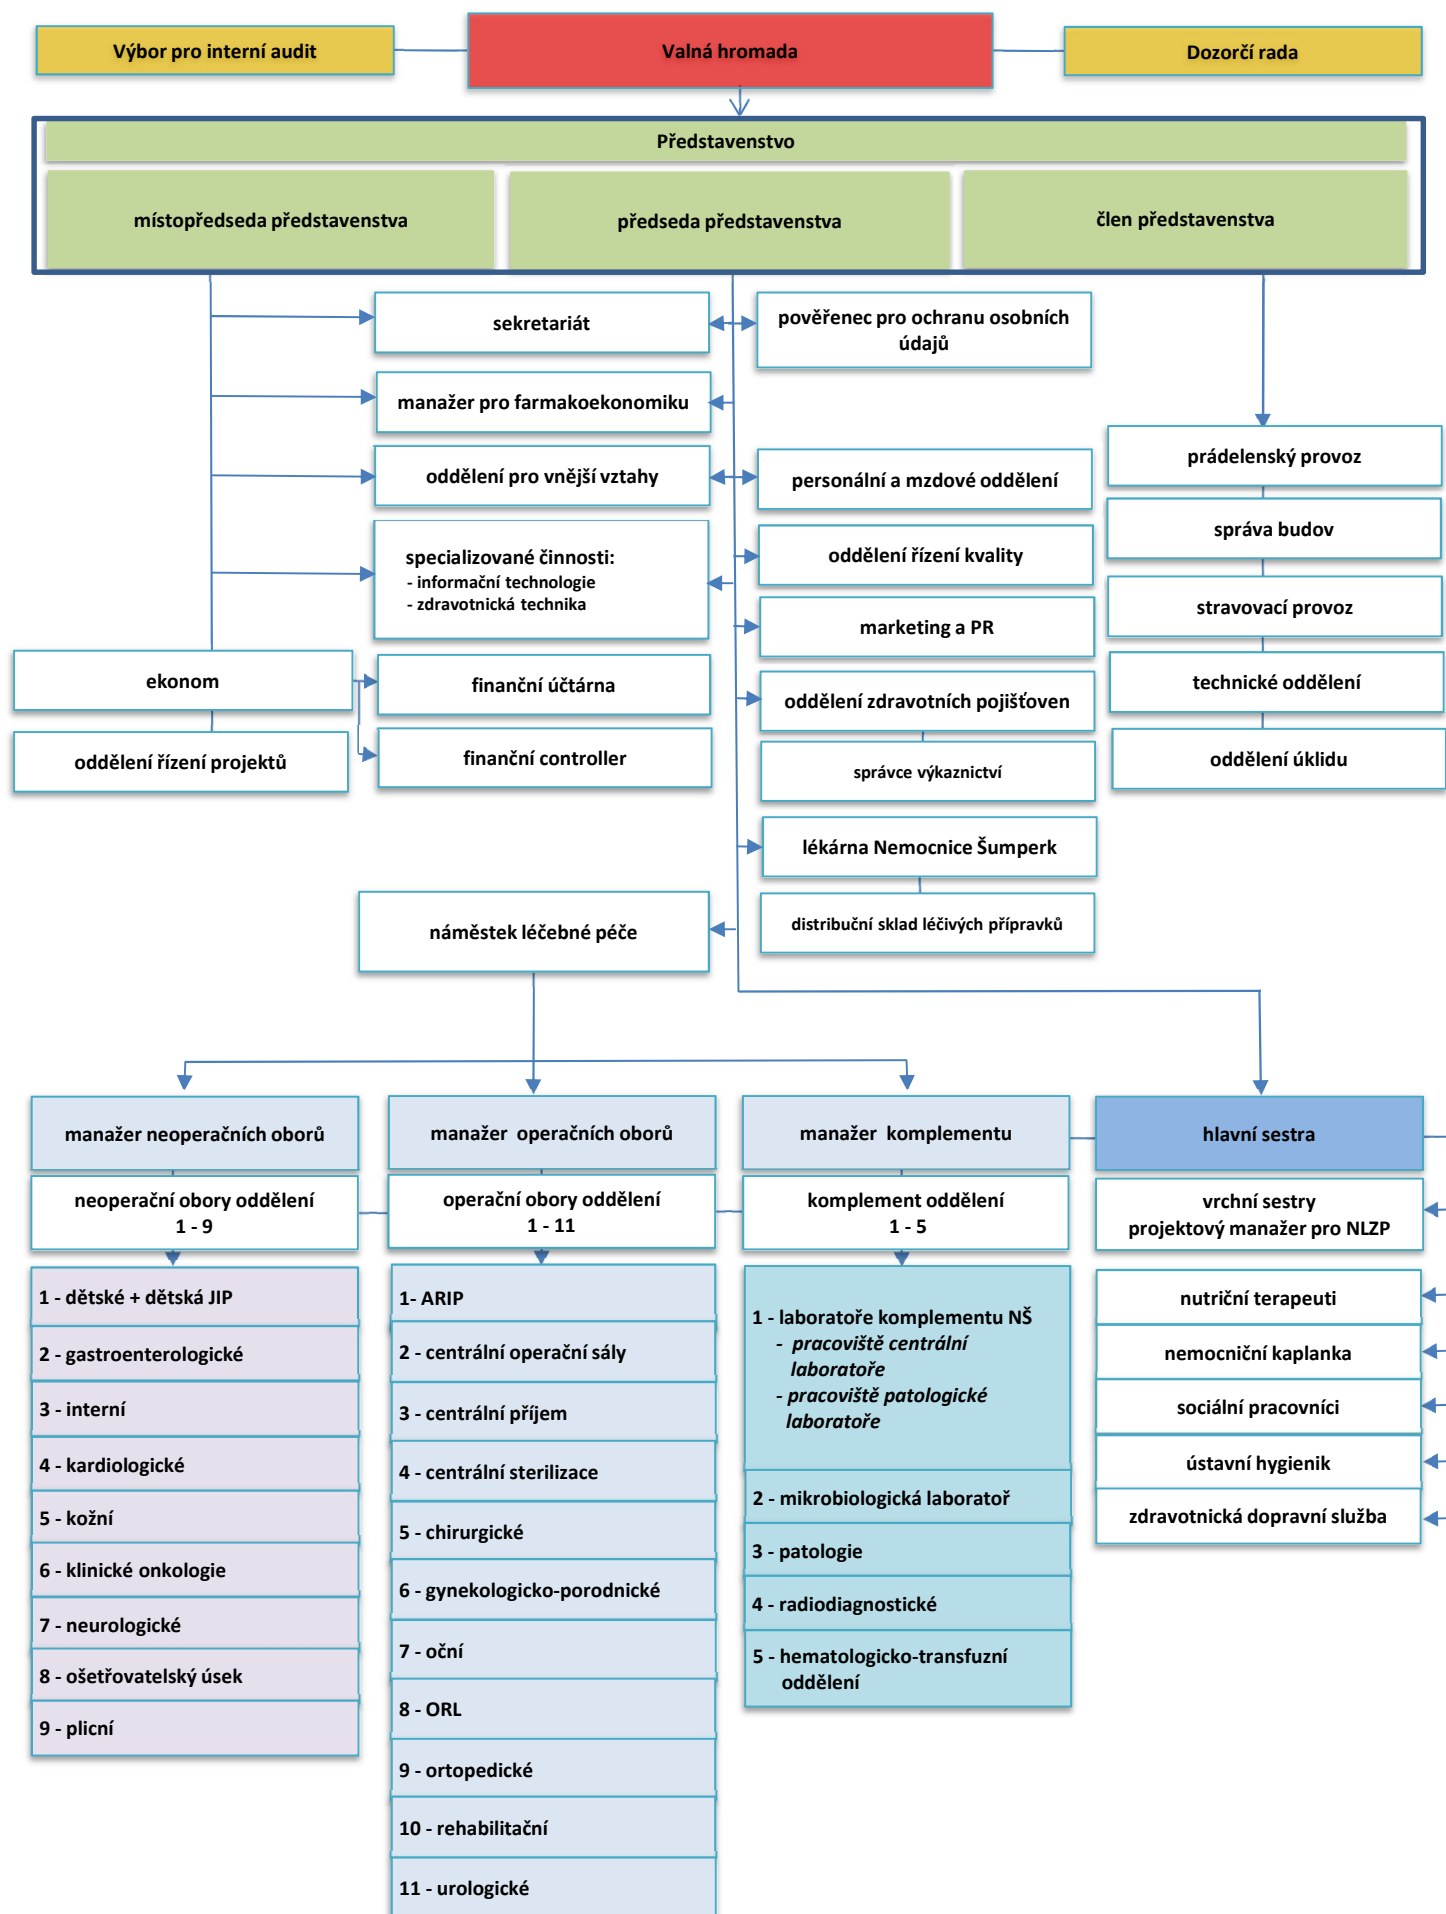 Výbor pro interní audit
Valná hromada
Dozorčí rada
Představenstvo
místopředseda představenstva
předseda představenstva
člen představenstva
sekretariát
pověřenec pro ochranu osobních
údajů
manažer pro farmakoekonomiku
oddělení pro vnější vztahy
personální a mzdové oddělení
prádelenský provoz
specializované činnosti:
- informační technologie
- zdravotnická technika
oddělení řízení kvality
správa budov
marketing a PR
stravovací provoz
ekonom
finanční účtárna
oddělení zdravotních pojišťoven
technické oddělení
oddělení řízení projektů
finanční controller
správce výkaznictví
oddělení úklidu
lékárna Nemocnice Šumperk
distribuční sklad léčivých přípravků
náměstek léčebné péče
manažer neoperačních oborů
manažer  operačních oborů
manažer  komplementu
hlavní sestra
neoperační obory oddělení
1 - 9
operační obory oddělení
1 - 11
komplement oddělení
1 - 5
vrchní sestry
projektový manažer pro NLZP
1 - dětské + dětská JIP
2 - gastroenterologické
3 - interní
4 - kardiologické
5 - kožní
6 - klinické onkologie
7 - neurologické
8 - ošetřovatelský úsek
9 - plicní
1- ARIP
2 - centrální operační sály
3 - centrální příjem
4 - centrální sterilizace
5 - chirurgické
6 - gynekologicko-porodnické
7 - oční
8 - ORL
9 - ortopedické
10 - rehabilitační
11 - urologické
1 - laboratoře komplementu NŠ
- pracoviště centrální
laboratoře
- pracoviště patologické
laboratoře
2 - mikrobiologická laboratoř
3 - patologie
4 - radiodiagnostické
5 - hematologicko-transfuzní
oddělení
nutriční terapeuti
nemocniční kaplanka
sociální pracovníci
ústavní hygienik
zdravotnická dopravní služba